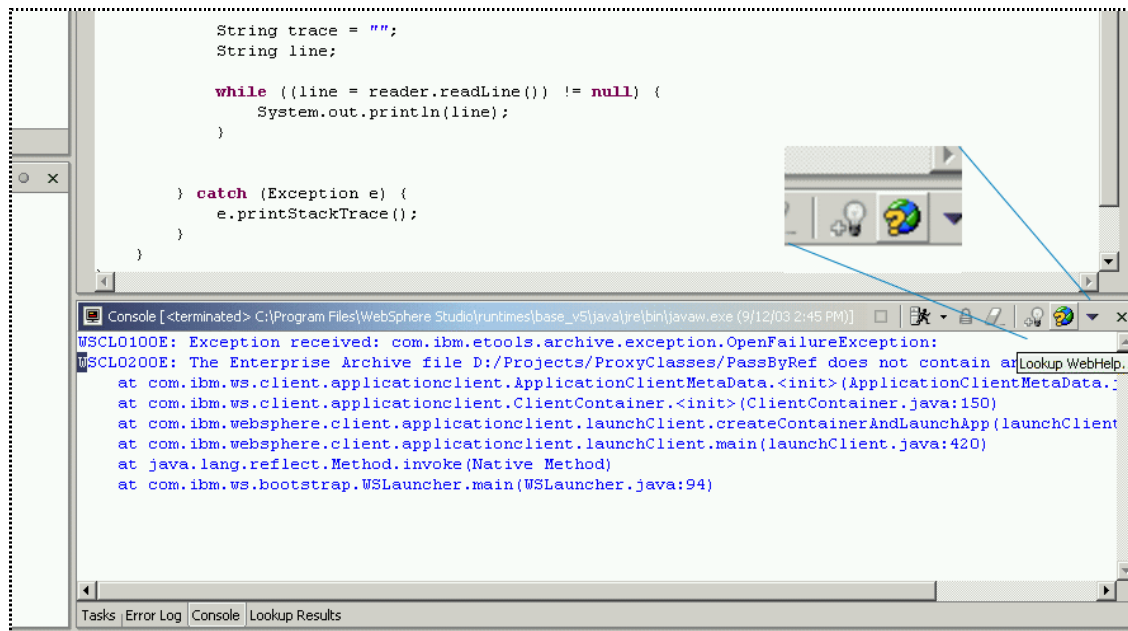 String trace = "";
String line;
while ((line = reader.readLine()) != null) {
System.out.println(line);
}
} catch (Exception e) {
e.printStackTrace();
}
}
Console [<terminated> C:\Program Files\WebSphere Studio\runtimes\base_v5\java\jre\bin\javaw.exe (9/12/03 2:45 PM)]
WSCL0100E: Exception received: com.ibm.etools.archive.exception.OpenFailureException:
WSCL0200E: The Enterprise Archive file D:/Projects/ProxyClasses/PassByRef does not contain
Lookup WebHelp.
at com.ibm.ws.client.applicationclient.ApplicationClientMetaData.<init>(ApplicationClientMetaData.
at com.ibm.ws.client.applicationclient.ClientContainer.<init>(ClientContainer.java:150)
at com.ibm.websphere.client.applicationclient.launchClient.createContainerAndLaunchApp(launchClient
at com.ibm.websphere.client.applicationclient.launchClient.main(launchClient.java:420)
at java.lang.reflect.Method.invoke(Native Method)
at com.ibm.ws.bootstrap.WSLauncher.main(WSLauncher.java:94)
Tasks Error Log Console Lookup Results